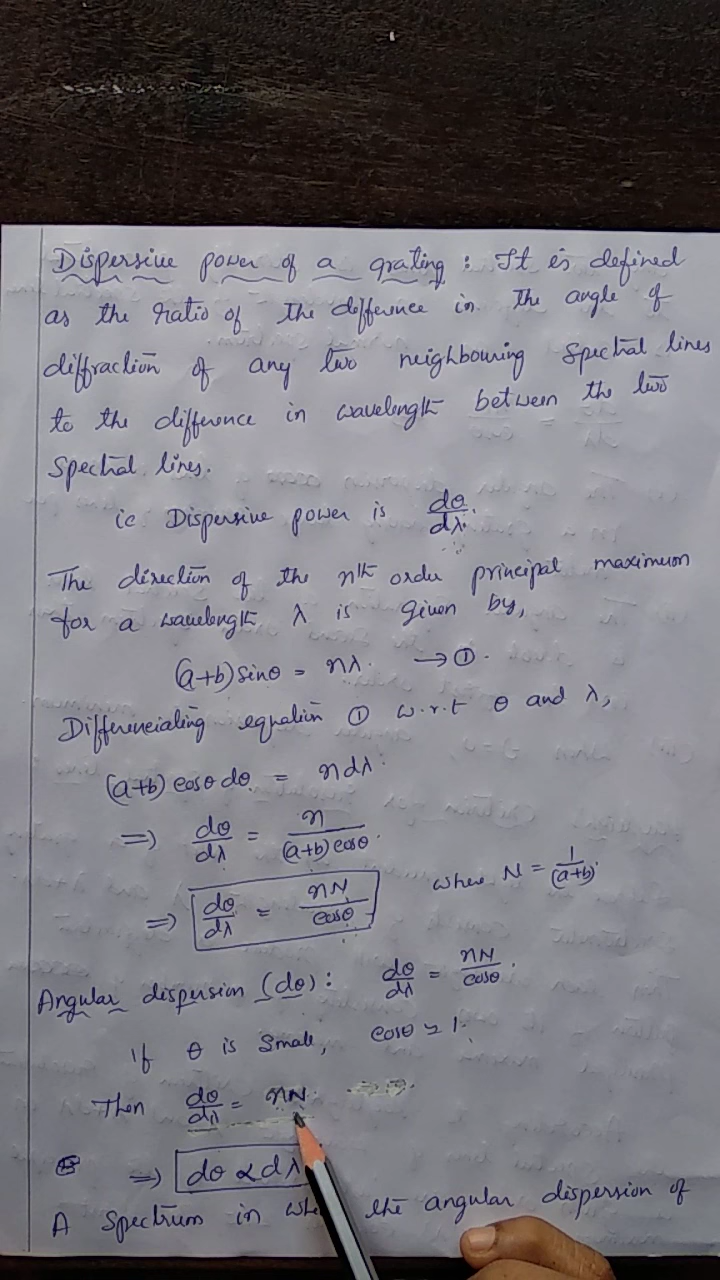 Dispersive power of a grating : It is defined
as the ratio of the difference in the angle of
diffraction of any two neighbouring spectral lines
to the difference in wavelength between the two
spectral lines.
ie Dispersive power is dθ/dλ.
The direction of the nth order principal maximum
for a wavelength λ is given by,
(a+b) sinθ = nλ. → ①.
Differenciating equation ① w.r.t θ and λ,
(a+b) cosθ dθ = n dλ.
⇒ dθ/dλ = n/(a+b)cosθ.
⇒ dθ/dλ = nN/cosθ where N = 1/(a+b).
Angular dispersion (dθ) : dθ/dλ = nN/cosθ.
If θ is small, cosθ ≃ 1.
Then dθ/dλ = nN.
⇒ dθ ∝ dλ
A spectrum in the angular dispersion of